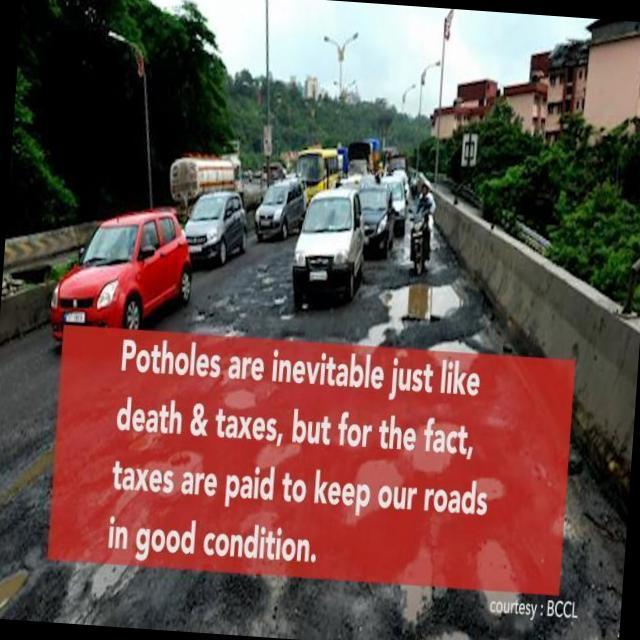 Potholes are inevitable just like
death & taxes, but for the fact,
taxes are paid to keep our roads
in good condition.
courtesy : BCCL